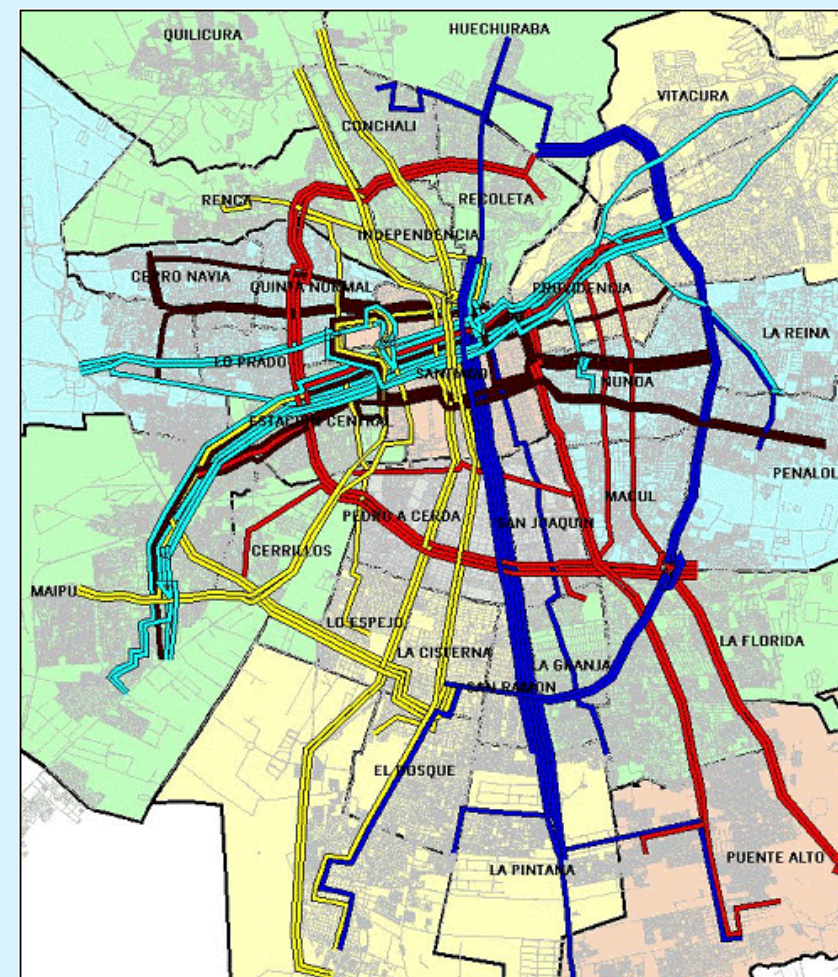 QUILICURA
HUECHURABA
VITACURA
CONCHALI
RENCA
RECOLETA
INDEPENDENCIA
CERRO NAVIA
QUINTA NORMAL
PROVIDENCIA
LA REINA
LO PRADO
SANTIAGO
NUNOA
ESTACION CENTRAL
PENALOL
MACUL
PEDRO A CERDA
SAN JOAQUIN
CERRILLOS
MAIPU
LO ESPEJO
LA FLORIDA
LA CISTERNA
LA GRANJA
SAN RAMON
EL BOSQUE
PUENTE ALTO
LA PINTANA